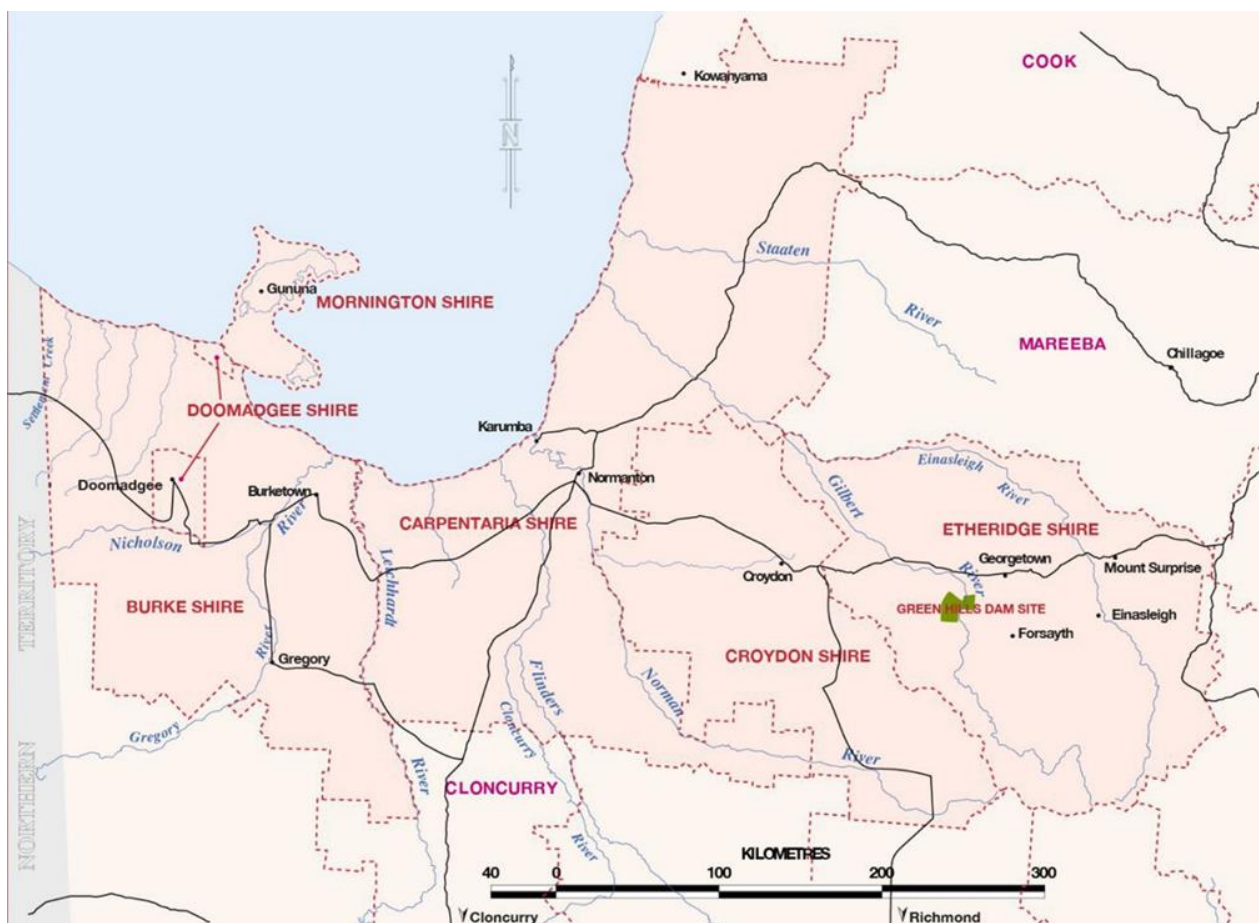 COOK
Kowanyama
N
Staaten
River
Gununa
MORNINGTON SHIRE
MAREEBA
Chillagoe
Settlement Creek
DOOMADGEE SHIRE
Karumba
Doomadgee
Burketown
Normanton
Einasleigh
River
Gilbert
River
CARPENTARIA SHIRE
ETHERIDGE SHIRE
Nicholson
River
Leichhardt
Croydon
Georgetown
Mount Surprise
BURKE SHIRE
GREEN HILLS DAM SITE
Einasleigh
Forsayth
River
Gregory
CROYDON SHIRE
Flinders
Norman
Cloncurry
Gregory
River
River
CLONCURRY
River
NORTHERN TERRITORY
KILOMETRES
40 0 100 200 300
Cloncurry
Richmond